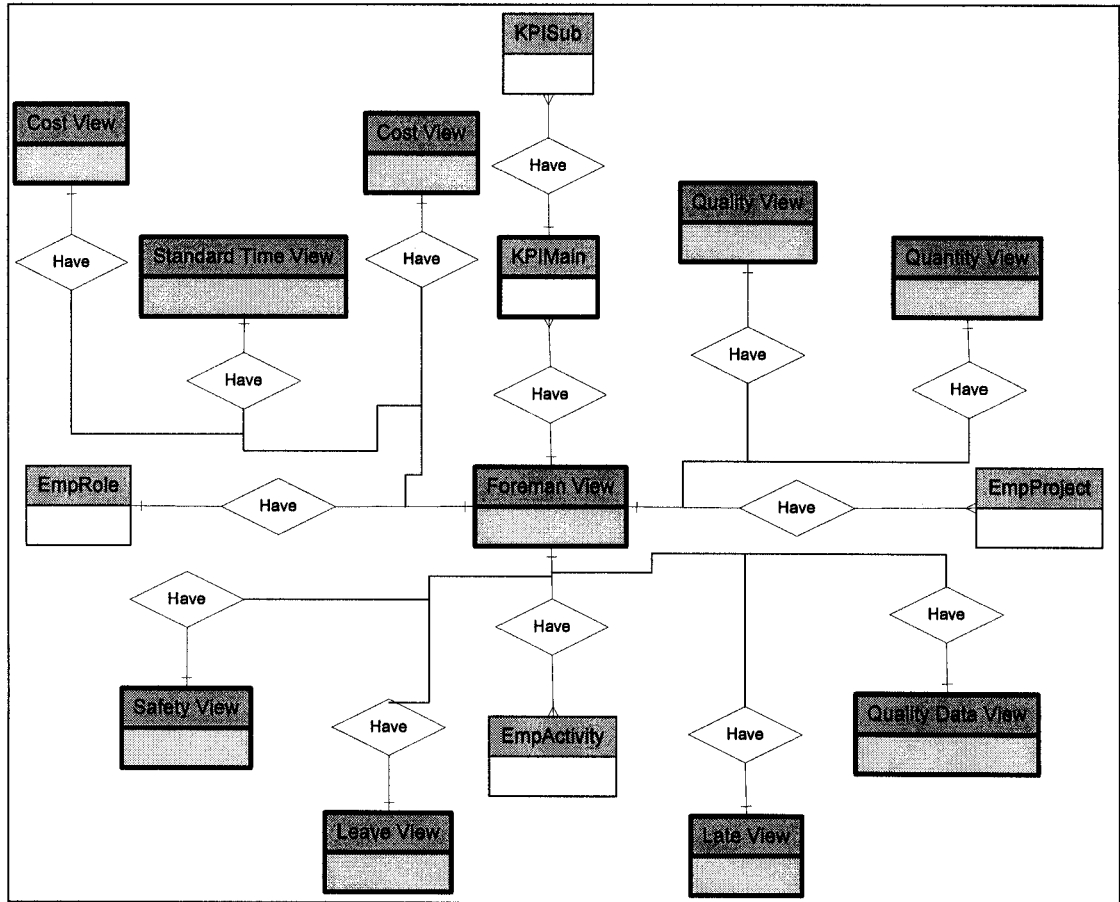 KPISub
Cost View
Cost View
Have
Quality View
Have
Standard Time View
Have
KPIMain
Quantity View
Have
Have
Have
Have
Have
EmpRole
Have
Foreman View
Have
EmpProject
Have
Have
Have
Safety View
Have
EmpActivity
Have
Quality Data View
Leave View
Late View